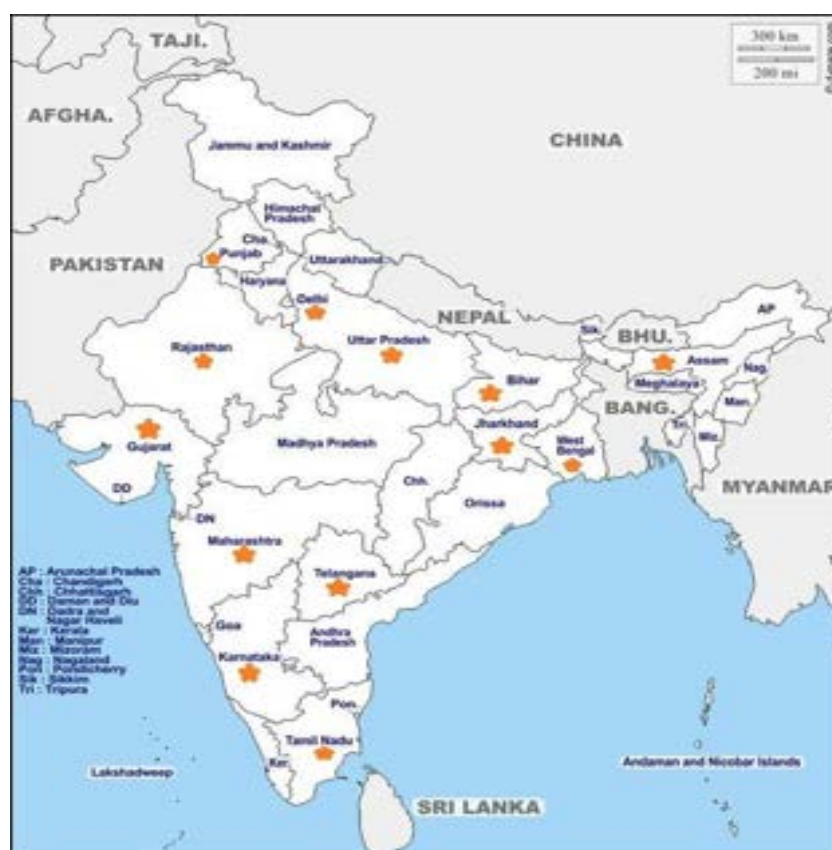 TAJI.
300 km
200 mi
AFGHA.
CHINA
Jammu and Kashmir
Himachal
Pradesh
Cha.
Punjab
PAKISTAN
Uttarakhand
Haryana
Delhi
NEPAL
AP
Sik.
BHU.
Rajasthan
Uttar Pradesh
Assam
Nag.
Bihar
Meghalaya
BANG.
Man.
Jharkhand
Tri.
Miz.
Gujarat
Madhya Pradesh
West
Bengal
Chh.
MYANMAR
DD
Orissa
DN
Maharashtra
Telangana
AP : Arunachal Pradesh
Cha : Chandigarh
Chh : Chhattisgarh
DD : Daman and Diu
DN : Dadra and
Nagar Haveli
Ker : Kerala
Man : Manipur
Miz : Mizoram
Nag : Nagaland
Pon : Pondicherry
Sik : Sikkim
Tri : Tripura
Goa
Andhra
Pradesh
Karnataka
Pon.
Tamil Nadu
Ker.
Lakshadweep
Andaman and Nicobar Islands
SRI LANKA